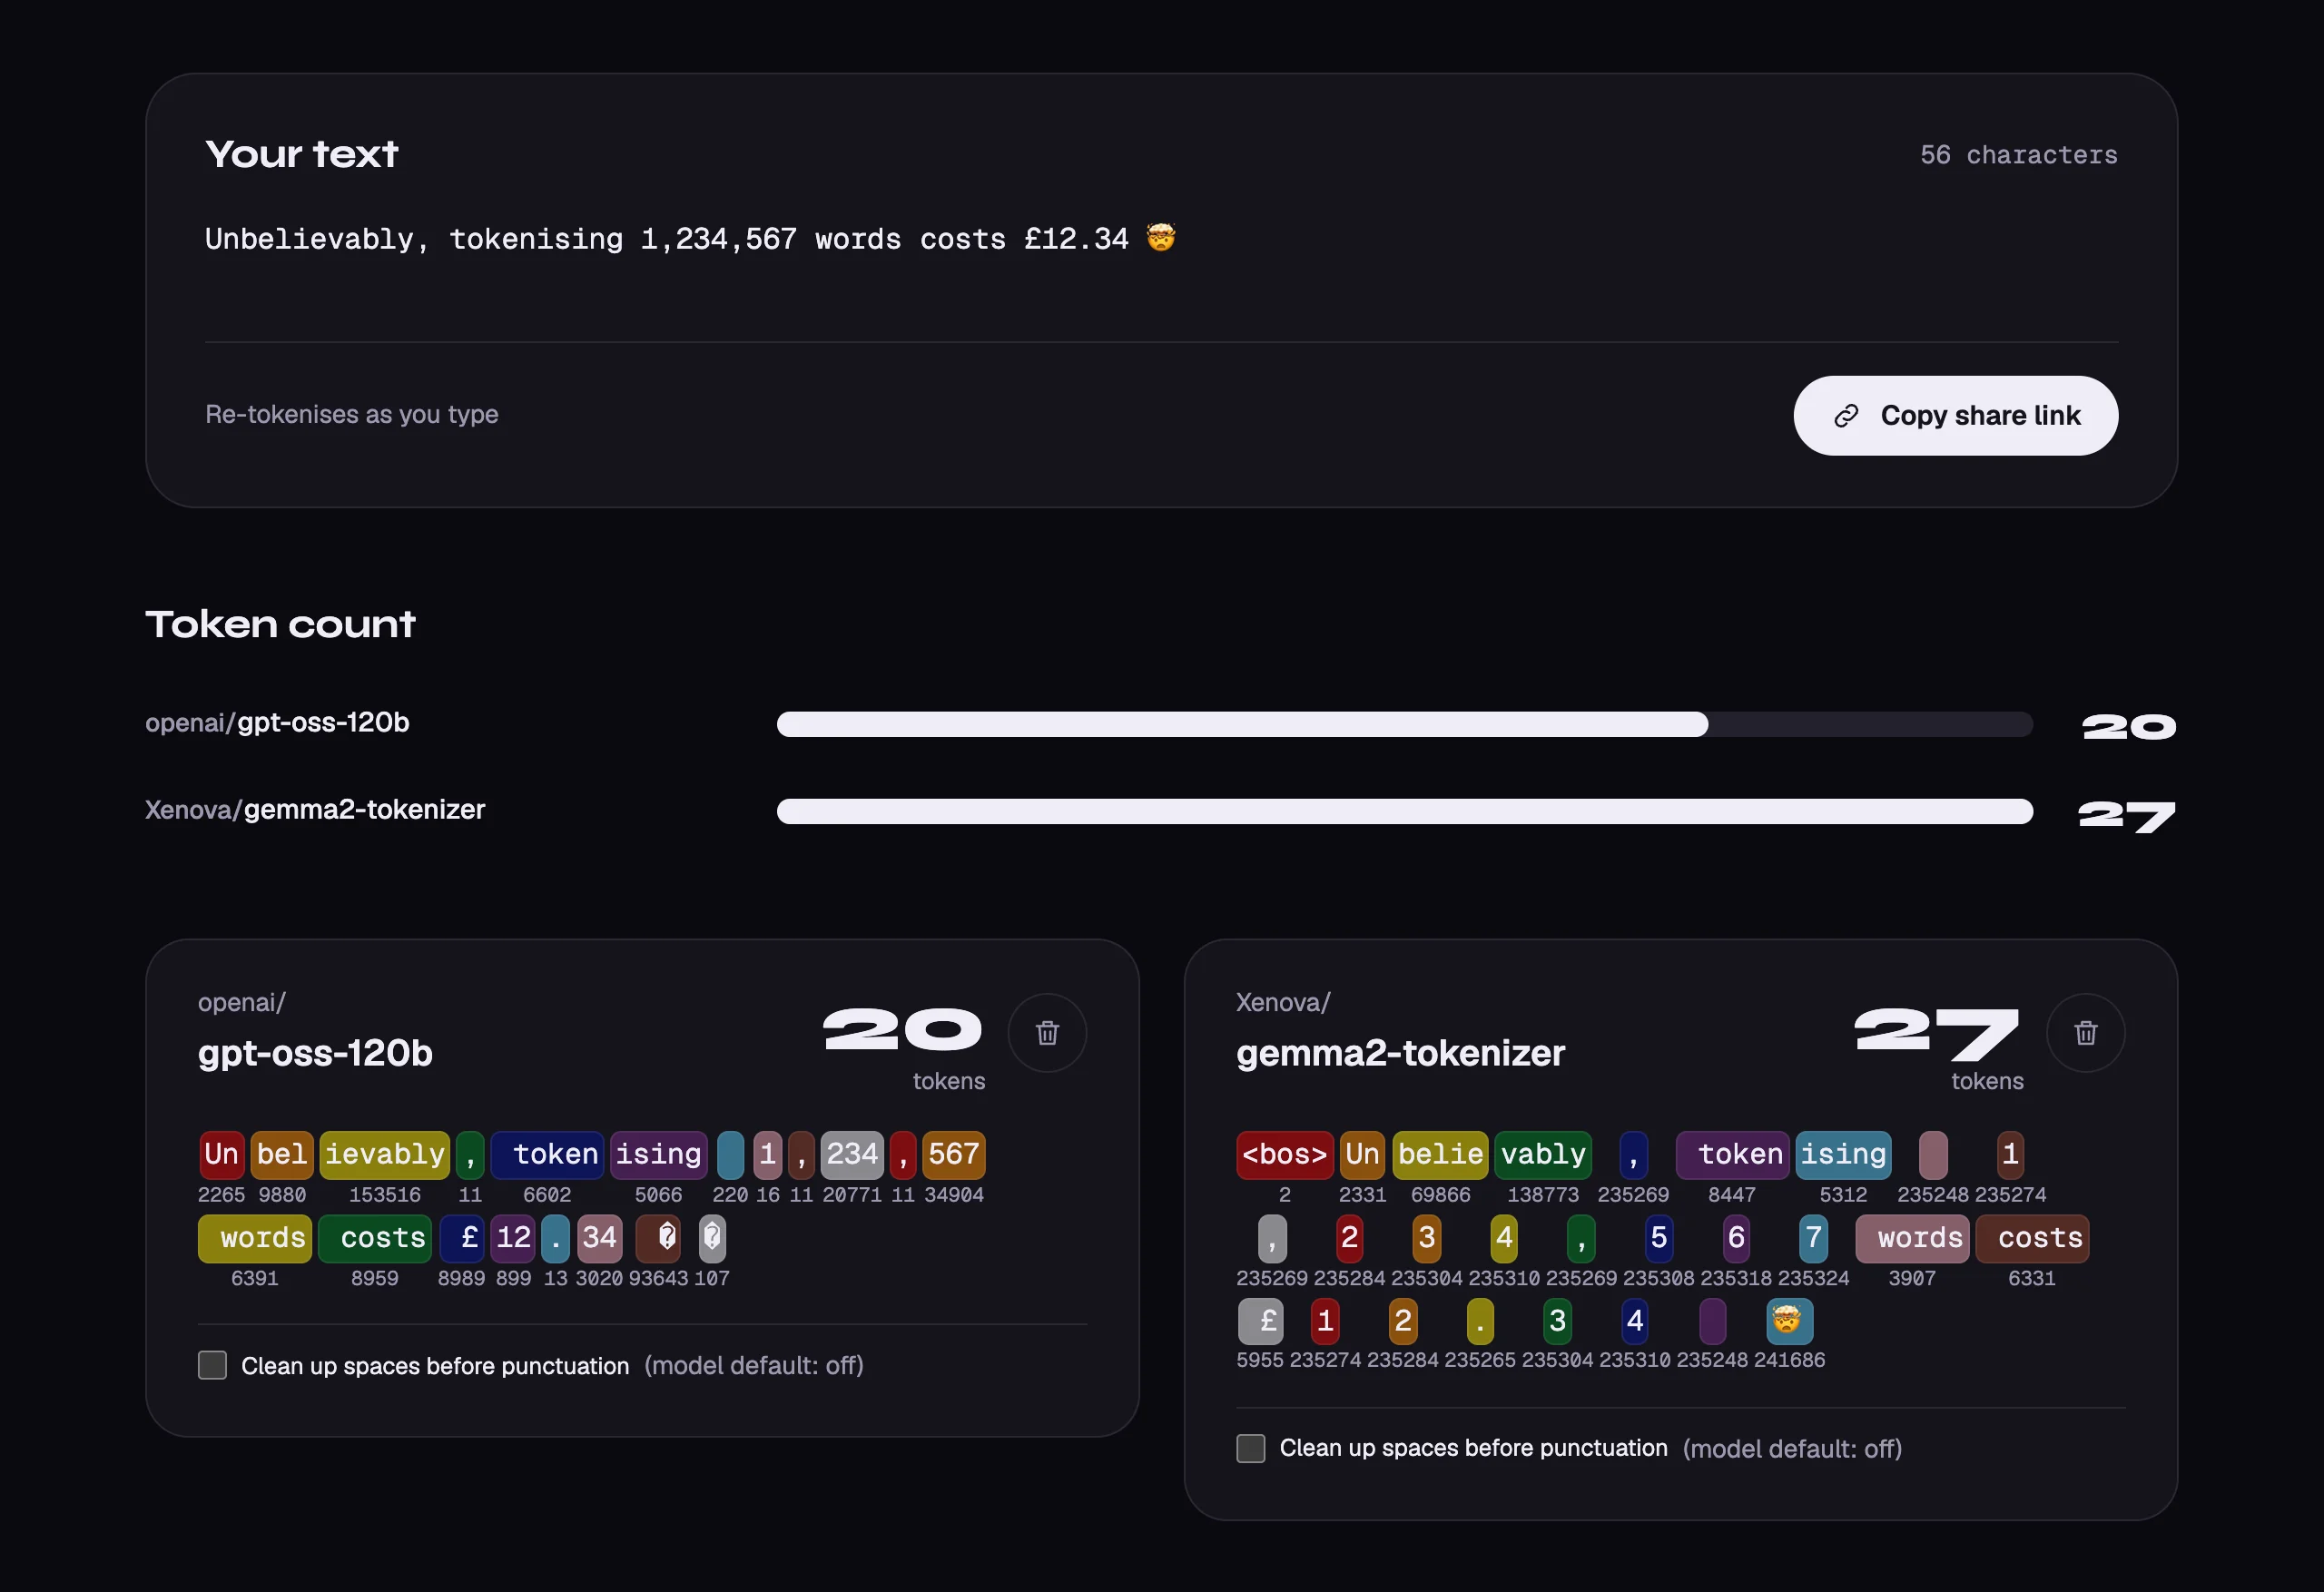 Your text
56 characters
Unbelievably, tokenising 1,234,567 words costs £12.34 🤯
Re-tokenises as you type
Copy share link
Token count
openai/gpt-oss-120b 20
Xenova/gemma2-tokenizer 27
openai/
gpt-oss-120b
20
tokens
Un bel ievably , token ising 1 , 234 , 567
2265 9880 153516 11 6602 5066 220 16 11 20771 11 34904
words costs £ 12 . 34 � �
6391 8959 8989 899 13 3020 93643 107
Clean up spaces before punctuation (model default: off)
Xenova/
gemma2-tokenizer
27
tokens
<bos> Un belie vably , token ising 1
2 2331 69866 138773 235269 8447 5312 235248 235274
, 2 3 4 , 5 6 7 words costs
235269 235284 235304 235310 235269 235308 235318 235324 3907 6331
£ 1 2 . 3 4 🤯
5955 235274 235284 235265 235304 235310 235248 241686
Clean up spaces before punctuation (model default: off)